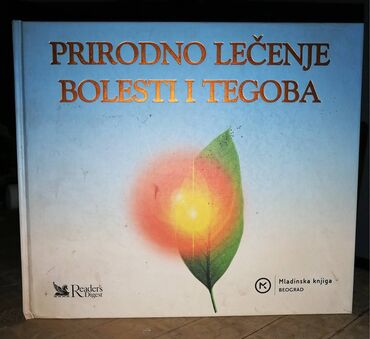 PRIRODNO LEČENJE
BOLESTI I TEGOBA
Reader's
Digest
Mladinska knjiga
BEOGRAD